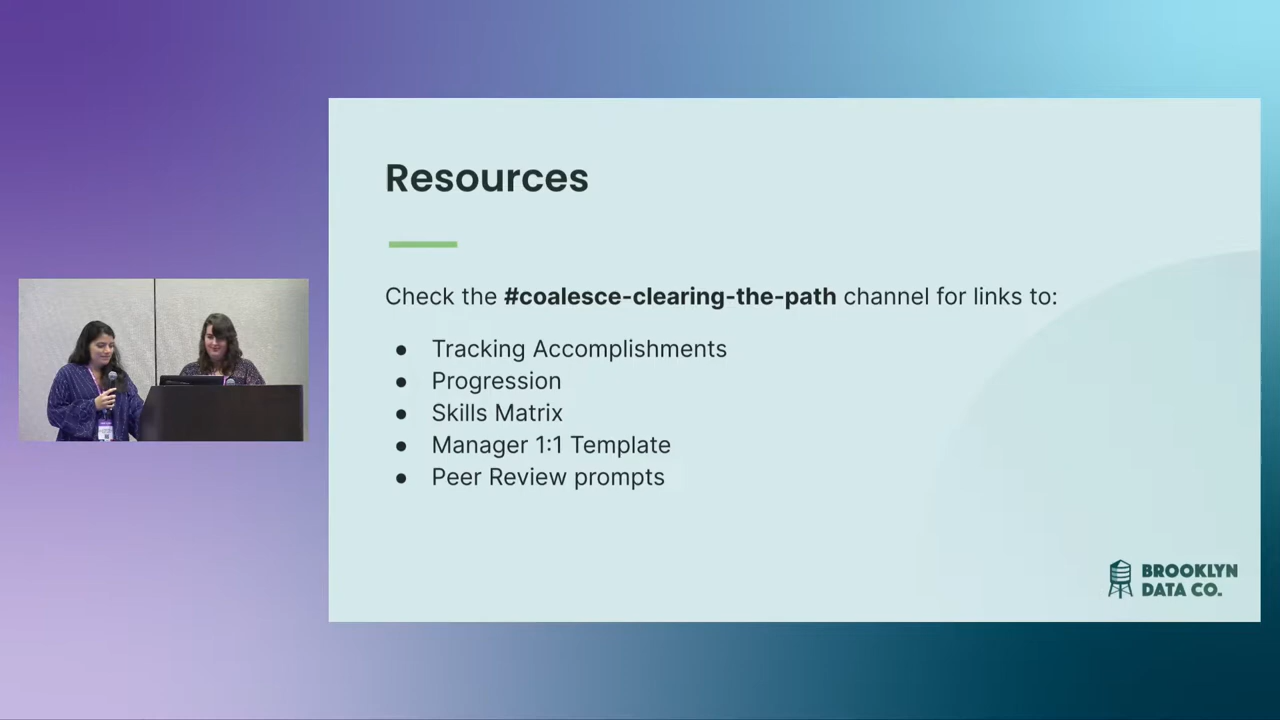 Resources
Check the #coalesce-clearing-the-path channel for links to:
● Tracking Accomplishments
● Progression
● Skills Matrix
● Manager 1:1 Template
● Peer Review prompts
BROOKLYN
DATA CO.